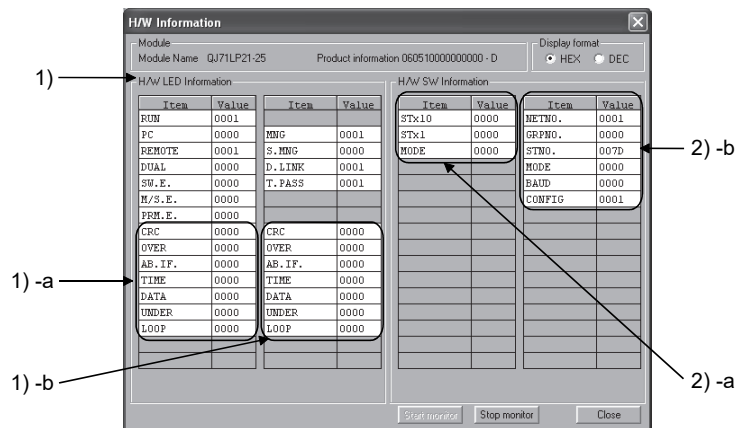 H/W Information
Module
Module Name QJ71LP21-25 Product information 060510000000000 - D
Display format
HEX DEC
1)
H/W LED Information
Item Value Item Value
RUN 0001
PC 0000 MNG 0001
REMOTE 0001 S.MNG 0000
DUAL 0000 D.LINK 0001
SW.E. 0000 T.PASS 0001
M/S.E. 0000
PRM.E. 0000
CRC 0000 CRC 0000
OVER 0000 OVER 0000
AB.IF. 0000 AB.IF. 0000
TIME 0000 TIME 0000
DATA 0000 DATA 0000
UNDER 0000 UNDER 0000
LOOP 0000 LOOP 0000
1) -a
1) -b
H/W SW Information
Item Value Item Value
STx10 0000 NETNO. 0001
STx1 0000 GRPNO. 0000
MODE 0000 STNO. 007D
MODE 0000
BAUD 0000
CONFIG 0001
2) -b
2) -a
Start monitor Stop monitor Close